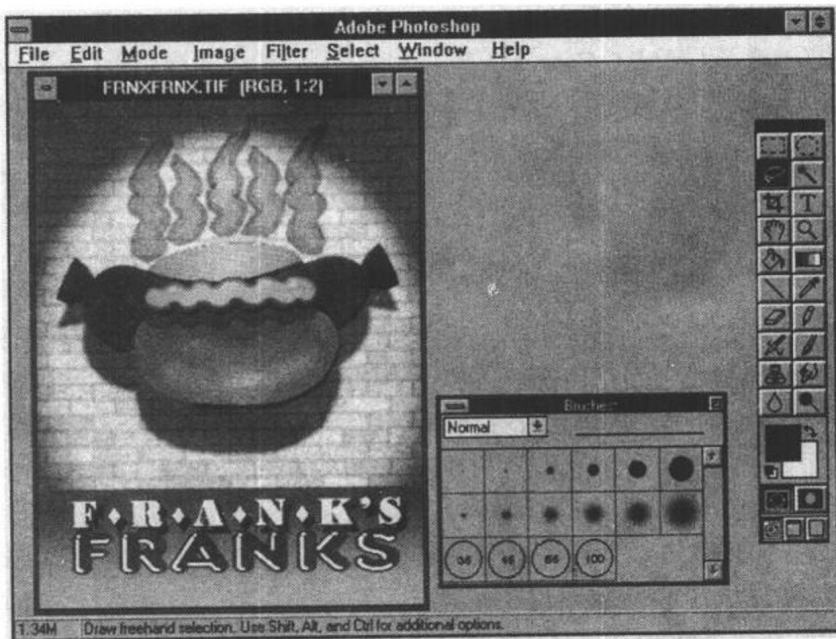 Adobe Photoshop
File Edit Mode Image Filter Select Window Help
FRNXFRNX.TIF (RGB, 1:2)
F•R•A•N•K'S
FRANKS
Brushes
Normal
35 45 55 100
1.34M Draw freehand selection. Use Shift, Alt, and Ctrl for additional options.